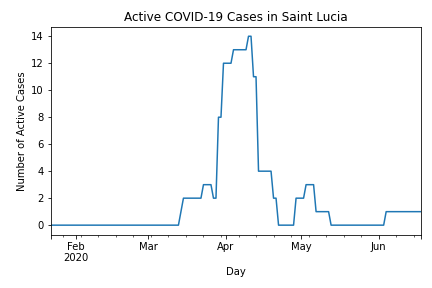 Active COVID-19 Cases in Saint Lucia
Number of Active Cases
14
12
10
8
6
4
2
0
Feb Mar Apr May Jun
2020
Day